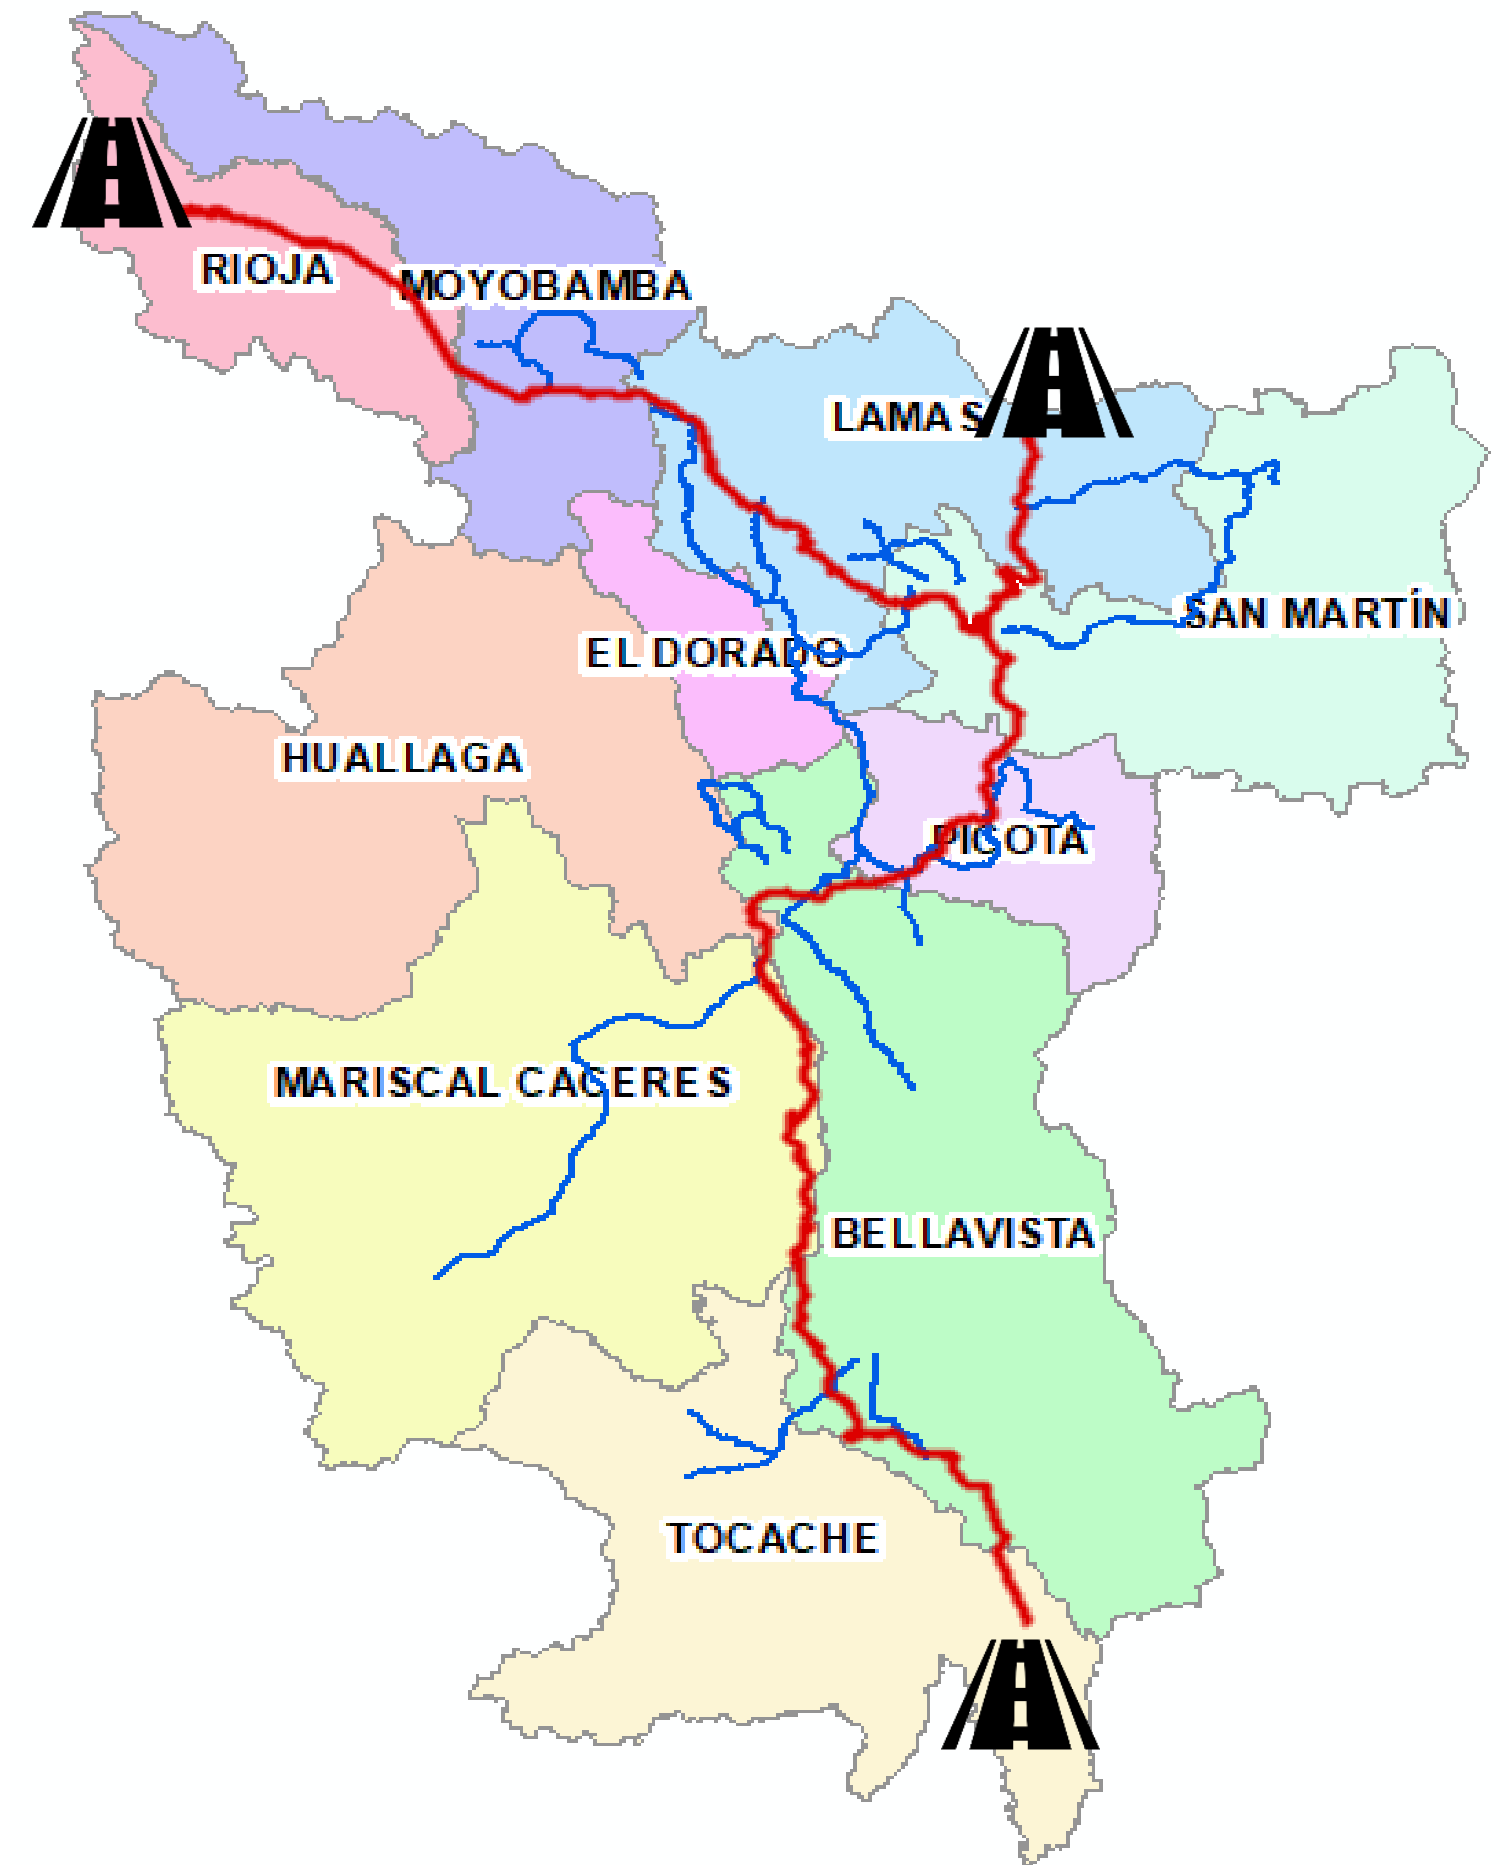 RIOJA
MOYOBAMBA
LAMAS
SAN MARTÍN
EL DORADO
HUALLAGA
PICOTA
MARISCAL CACERES
BELLAVISTA
TOCACHE